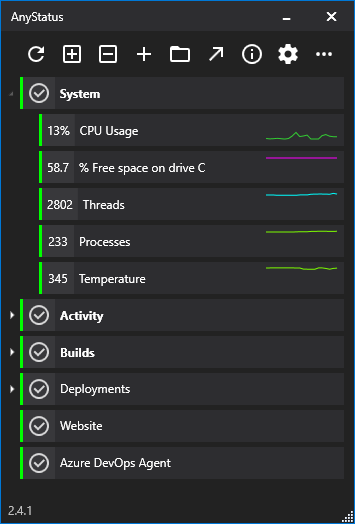 AnyStatus
System
13% CPU Usage
58.7 % Free space on drive C
2802 Threads
233 Processes
345 Temperature
Activity
Builds
Deployments
Website
Azure DevOps Agent
2.4.1